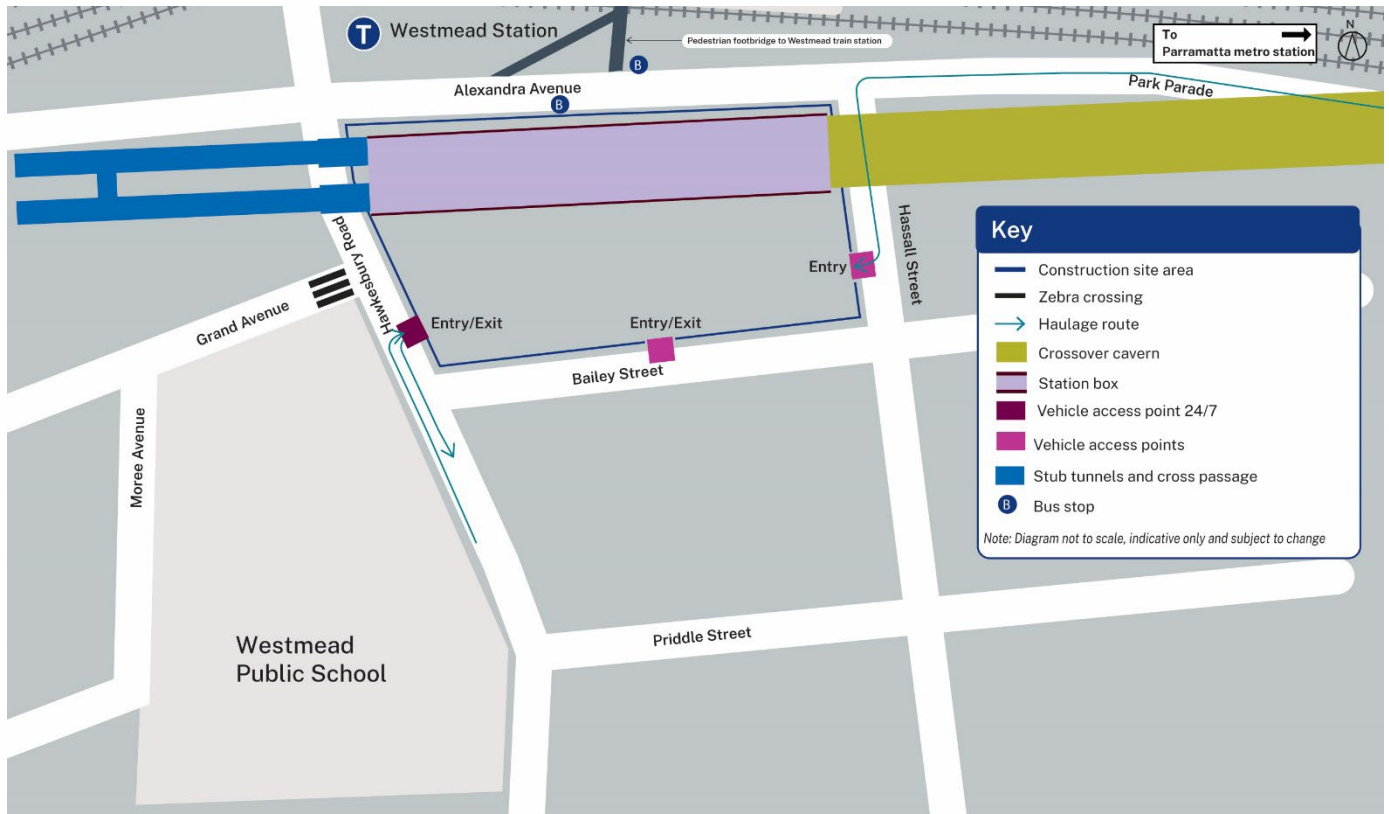 T Westmead Station
Pedestrian footbridge to Westmead train station
To
Parramatta metro station
N
B
Alexandra Avenue
B
Park Parade
Hawkesbury Road
Hassall Street
Entry
Grand Avenue
Entry/Exit
Entry/Exit
Bailey Street
Moree Avenue
Westmead
Public School
Priddle Street
Key
Construction site area
Zebra crossing
Haulage route
Crossover cavern
Station box
Vehicle access point 24/7
Vehicle access points
Stub tunnels and cross passage
B Bus stop
Note: Diagram not to scale, indicative only and subject to change